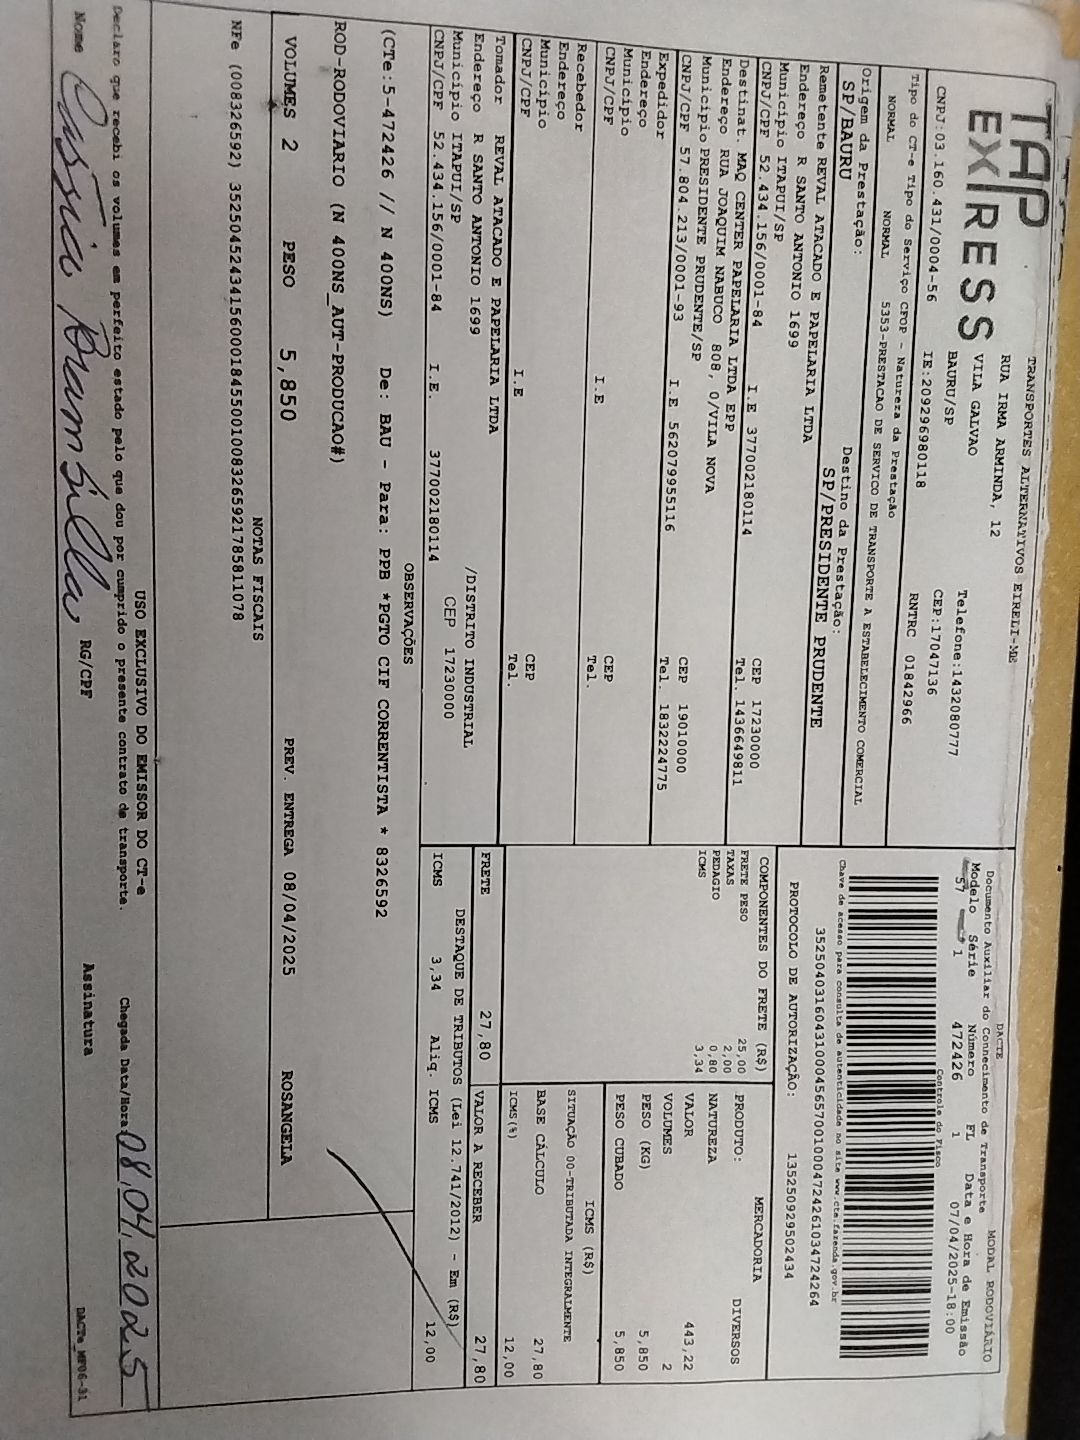 TAP
EXPRESS
TRANSPORTES ALTERNATIVOS EIRELI-ME
RUA IRMA ARMINDA, 12
VILA GALVAO
BAURU/SP
Telefone:1432080777
CEP:17047136
CNPJ:03.160.431/0004-56 IE:209296980118 RNTRC 01842966
Tipo do CT-e Tipo do Serviço CFOP - Natureza da Prestação
NORMAL NORMAL 5353-PRESTACAO DE SERVICO DE TRANSPORTE A ESTABELECIMENTO COMERCIAL
Origem da Prestação: Destino da Prestação:
SP/BAURU SP/PRESIDENTE PRUDENTE
Remetente REVAL ATACADO E PAPELARIA LTDA
Endereço R SANTO ANTONIO 1699
Município ITAPUI/SP CEP 17230000
CNPJ/CPF 52.434.156/0001-84 I.E 377002180114 Tel. 1436649811
Destinat. MAQ CENTER PAPELARIA LTDA EPP
Endereço RUA JOAQUIM NABUCO 808, 0/VILA NOVA
Município PRESIDENTE PRUDENTE/SP CEP 19010000
CNPJ/CPF 57.804.213/0001-93 I.E 562079955116 Tel. 1832224775
Expedidor
Endereço
Município CEP
CNPJ/CPF I.E Tel.
Recebedor
Endereço
Município CEP
CNPJ/CPF I.E Tel.
Tomador REVAL ATACADO E PAPELARIA LTDA
Endereço R SANTO ANTONIO 1699 /DISTRITO INDUSTRIAL
Município ITAPUI/SP CEP 17230000
CNPJ/CPF 52.434.156/0001-84 I.E. 377002180114
DACTE MODAL RODOVIÁRIO
Documento Auxiliar do Conhecimento de Transporte
Modelo Série Número FL Data e Hora de Emissão
57 1 472426 1 07/04/2025-18:00
Controle do Fisco
Chave de acesso para consulta de autenticidade no site www.cte.fazenda.gov.br
35250403160431000456570010004724261034724264
PROTOCOLO DE AUTORIZAÇÃO: 135250929502434
COMPONENTES DO FRETE (R$)
FRETE PESO 25,00
TAXAS 2,00
PEDAGIO 0,80
ICMS 3,34
MERCADORIA
PRODUTO: DIVERSOS
NATUREZA
VALOR 443,22
VOLUMES 2
PESO (KG) 5,850
PESO CUBADO 5,850
ICMS (R$)
SITUAÇÃO 00-TRIBUTADA INTEGRALMENTE
BASE CÁLCULO 27,80
ICMS(%) 12,00
FRETE 27,80 VALOR A RECEBER 27,80
DESTAQUE DE TRIBUTOS (Lei 12.741/2012) - Em (R$)
ICMS 3,34 Aliq. ICMS 12,00
OBSERVAÇÕES
(CTe:5-472426 // N 400NS) De: BAU - Para: PPB *PGTO CIF CORRENTISTA * 8326592
ROD-RODOVIARIO (N 400NS_AUT-PRODUCAO#)
VOLUMES 2 PESO 5,850 PREV. ENTREGA 08/04/2025 ROSANGELA
NOTAS FISCAIS
NFe (008326592) 35250452434156000184550010083265921785811078
USO EXCLUSIVO DO EMISSOR DO CT-e
Declaro que recebi os volumes em perfeito estado pelo que dou por cumprido o presente contrato de transporte. Chegada Data/Hora 08,04,2025
Nome Cássia Brambilla RG/CPF Assinatura DACTe MP06-31